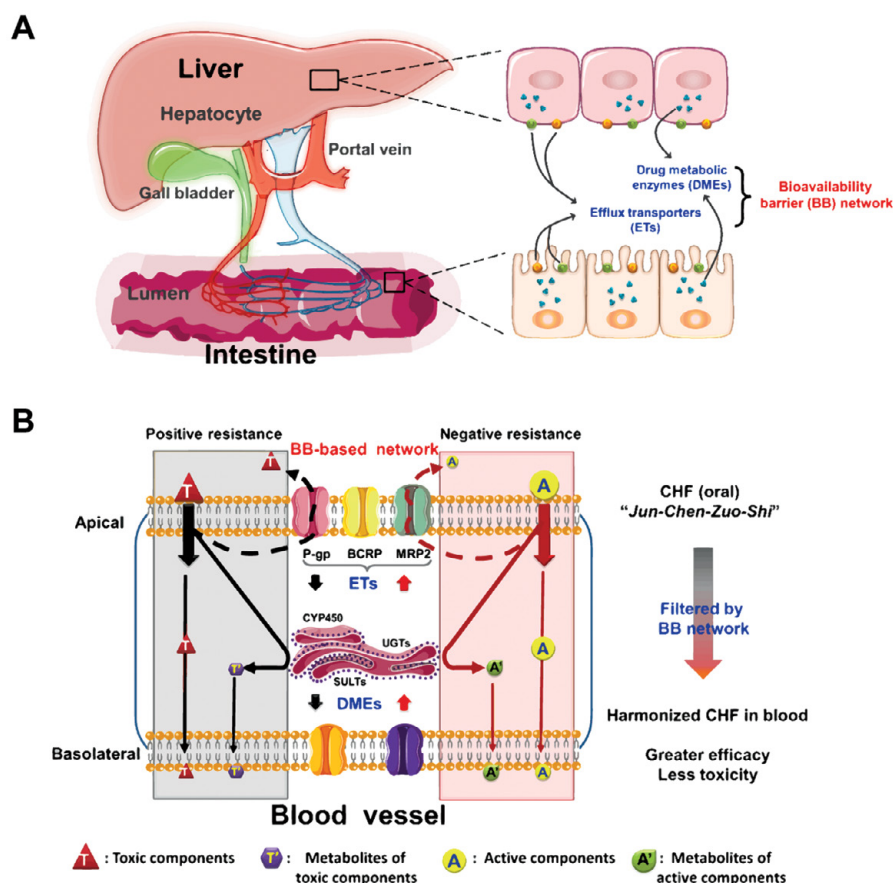 A
Liver
Hepatocyte
Portal vein
Gall bladder
Lumen
Intestine
Drug metabolic
enzymes (DMEs)
Efflux transporters
(ETs)
Bioavailability
barrier (BB) network
B
Positive resistance
BB-based network
Negative resistance
T
T
A
A
Apical
P-gp
BCRP
MRP2
ETs
CYP450
UGTs
SULTs
T
T'
A'
A
DMEs
Basolateral
T
T'
A'
A
Blood vessel
CHF (oral)
“Jun-Chen-Zuo-Shi”
Filtered by
BB network
Harmonized CHF in blood
Greater efficacy
Less toxicity
T : Toxic components
T' : Metabolites of
toxic components
A : Active components
A' : Metabolites of
active components